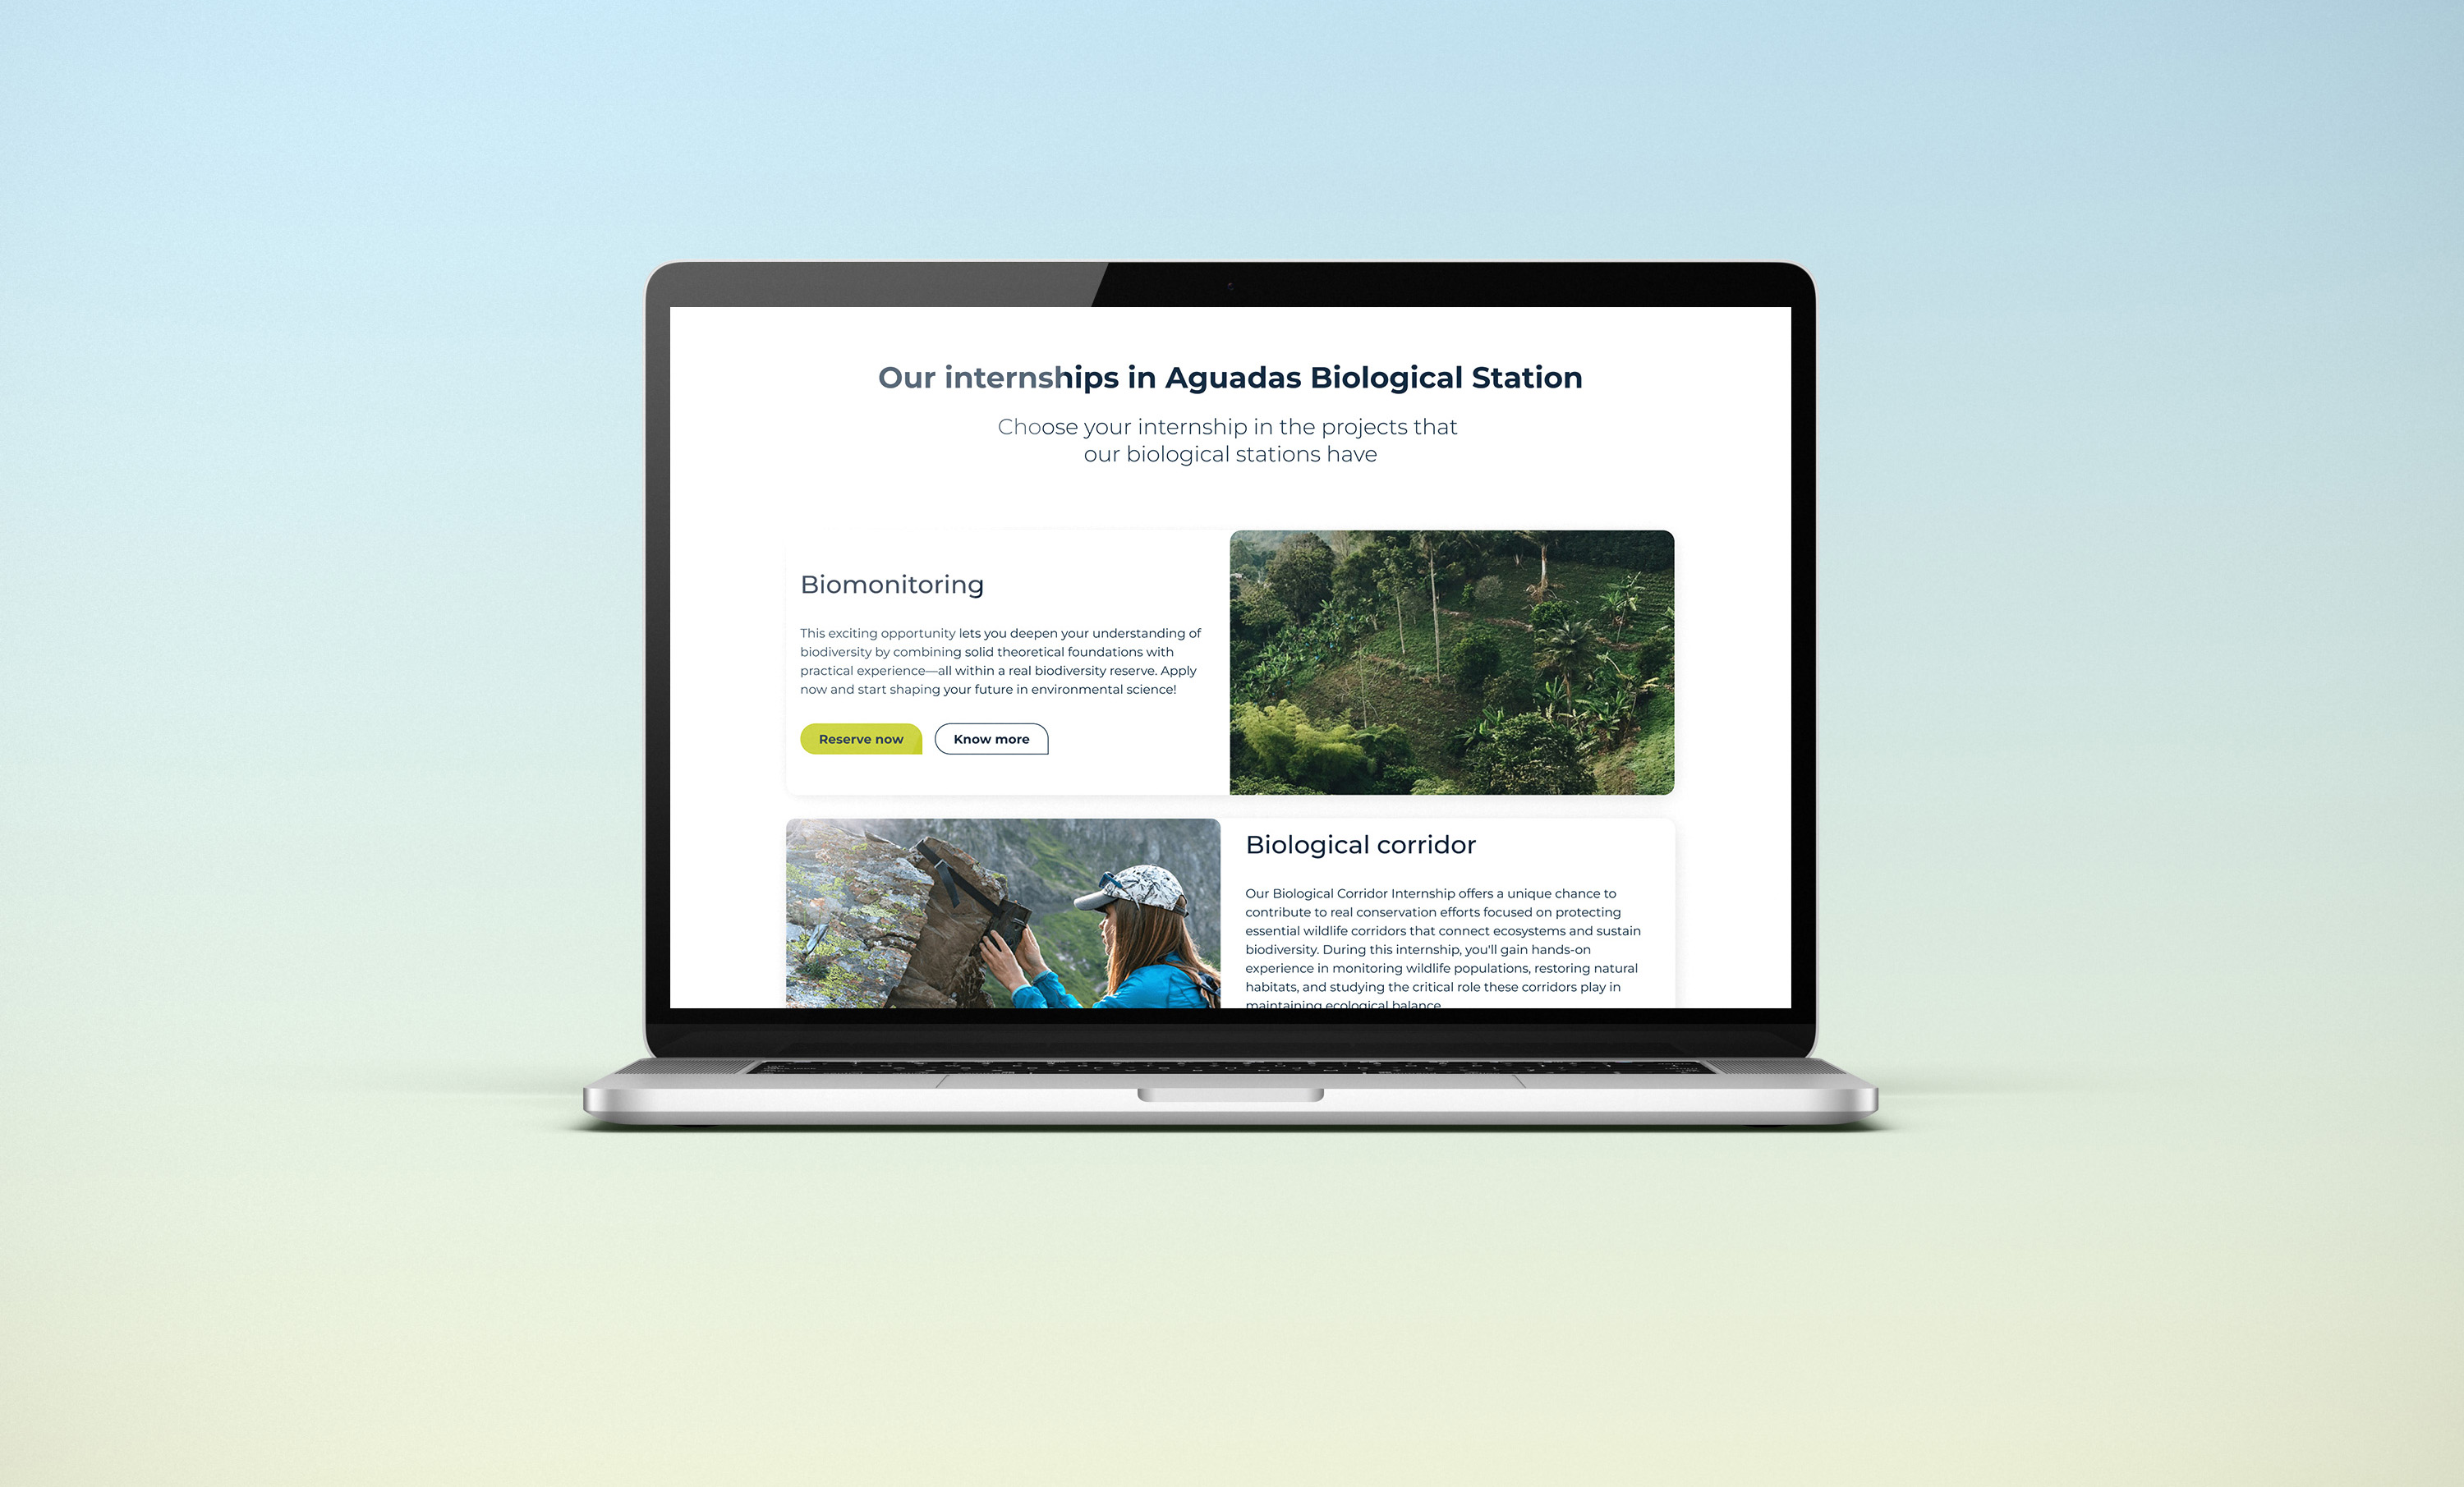 Our internships in Aguadas Biological Station
Choose your internship in the projects that
our biological stations have
Biomonitoring
This exciting opportunity lets you deepen your understanding of
biodiversity by combining solid theoretical foundations with
practical experience—all within a real biodiversity reserve. Apply
now and start shaping your future in environmental science!
Reserve now
Know more
Biological corridor
Our Biological Corridor Internship offers a unique chance to
contribute to real conservation efforts focused on protecting
essential wildlife corridors that connect ecosystems and sustain
biodiversity. During this internship, you'll gain hands-on
experience in monitoring wildlife populations, restoring natural
habitats, and studying the critical role these corridors play in
maintaining ecological balance.